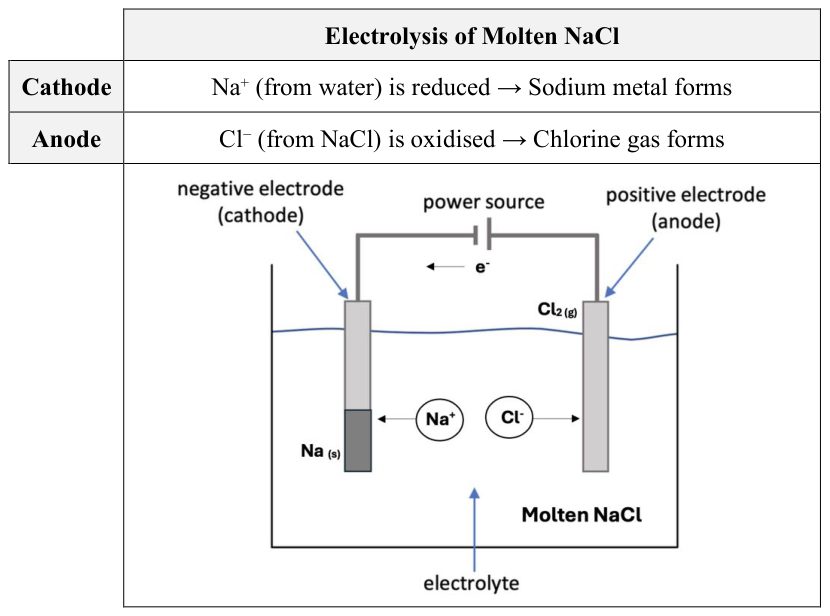 Electrolysis of Molten NaCl
Cathode
Na⁺ (from water) is reduced → Sodium metal forms
Anode
Cl⁻ (from NaCl) is oxidised → Chlorine gas forms
negative electrode
(cathode)
power source
positive electrode
(anode)
e⁻
Cl₂ (g)
Na⁺
Cl⁻
Na (s)
Molten NaCl
electrolyte